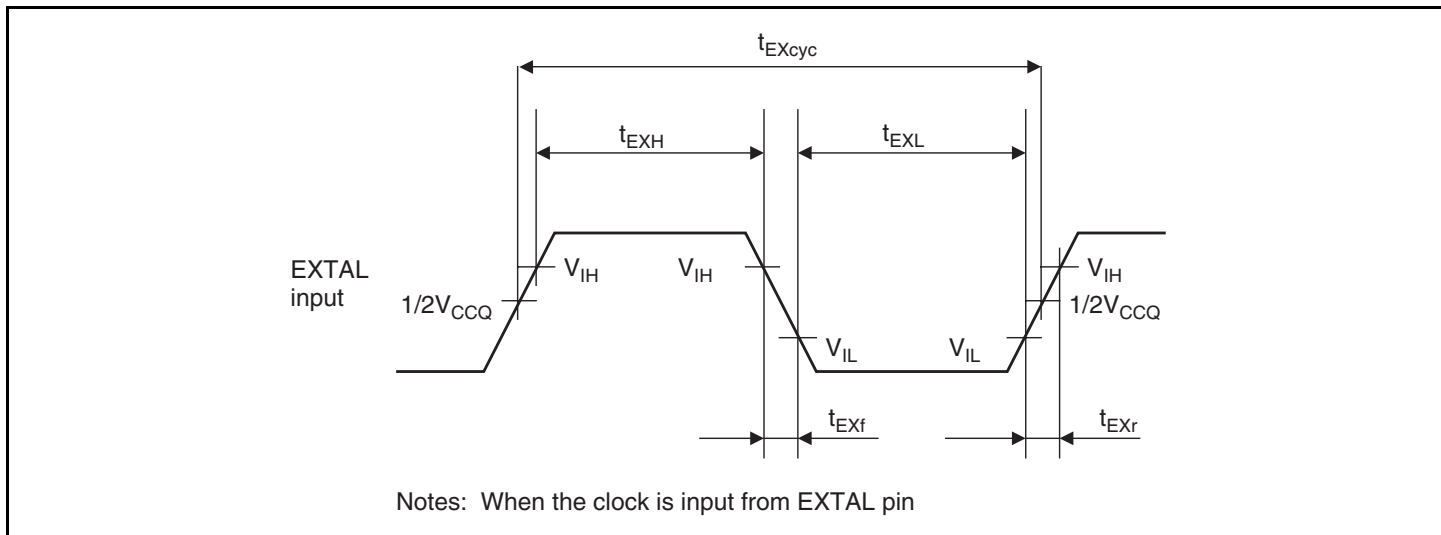 tEXcyc
tEXH
tEXL
EXTAL
input
VIH
VIH
VIH
1/2VCCQ
1/2VCCQ
VIL
VIL
tEXf
tEXr
Notes: When the clock is input from EXTAL pin